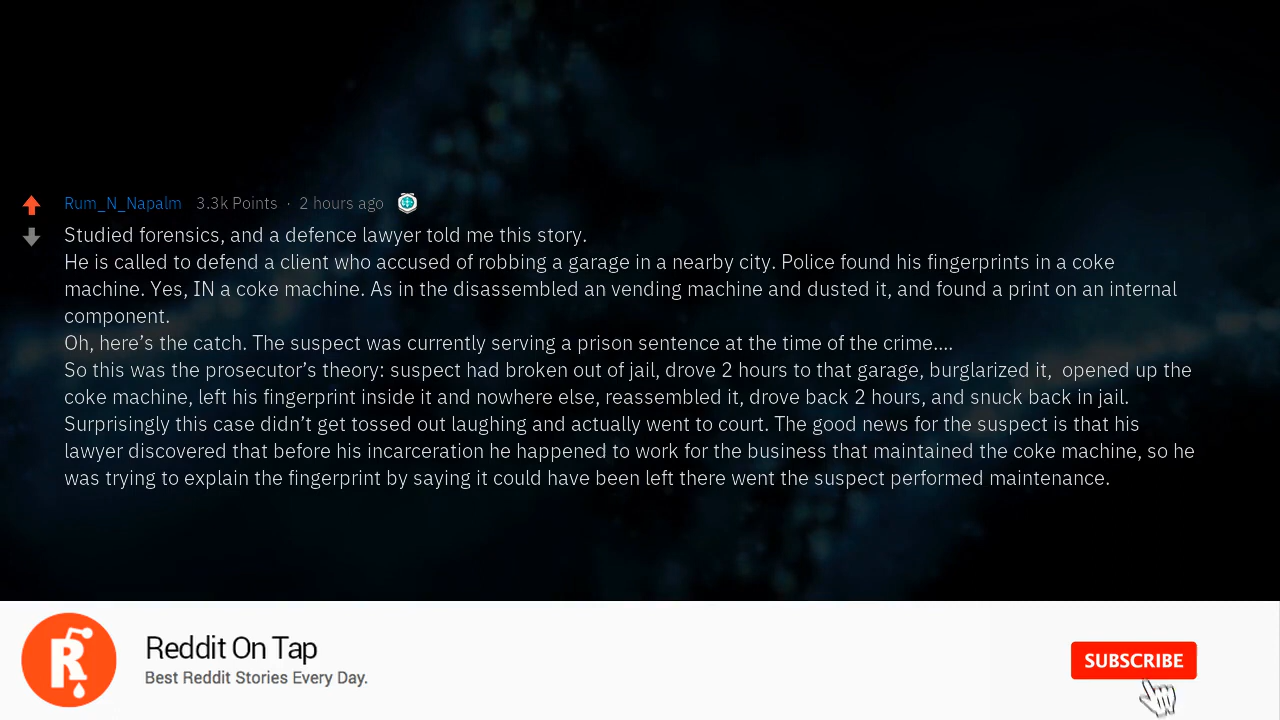 Rum_N_Napalm 3.3k Points · 2 hours ago
Studied forensics, and a defence lawyer told me this story.
He is called to defend a client who accused of robbing a garage in a nearby city. Police found his fingerprints in a coke
machine. Yes, IN a coke machine. As in the disassembled an vending machine and dusted it, and found a print on an internal
component.
Oh, here’s the catch. The suspect was currently serving a prison sentence at the time of the crime....
So this was the prosecutor’s theory: suspect had broken out of jail, drove 2 hours to that garage, burglarized it,  opened up the
coke machine, left his fingerprint inside it and nowhere else, reassembled it, drove back 2 hours, and snuck back in jail.
Surprisingly this case didn’t get tossed out laughing and actually went to court. The good news for the suspect is that his
lawyer discovered that before his incarceration he happened to work for the business that maintained the coke machine, so he
was trying to explain the fingerprint by saying it could have been left there went the suspect performed maintenance.
Reddit On Tap
Best Reddit Stories Every Day.
SUBSCRIBE